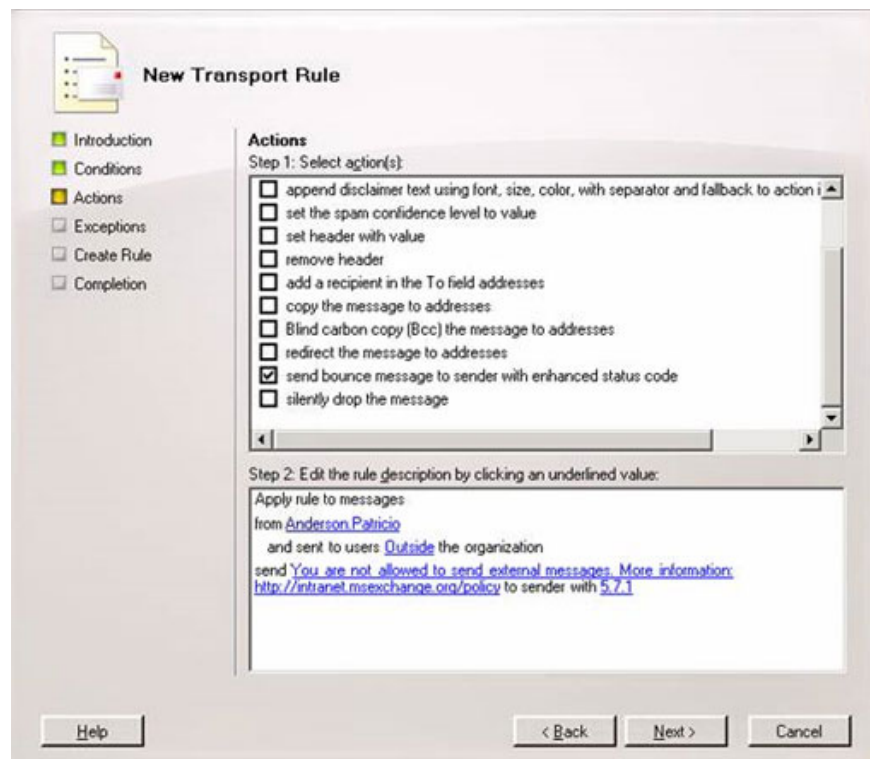 New Transport Rule
Introduction
Conditions
Actions
Exceptions
Create Rule
Completion
Actions
Step 1: Select action(s):
append disclaimer text using font, size, color, with separator and fallback to action i
set the spam confidence level to value
set header with value
remove header
add a recipient in the To field addresses
copy the message to addresses
Blind carbon copy (Bcc) the message to addresses
redirect the message to addresses
send bounce message to sender with enhanced status code
silently drop the message
Step 2: Edit the rule description by clicking an underlined value:
Apply rule to messages
from Anderson.Patricio
and sent to users Outside the organization
send You are not allowed to send external messages. More information:
http://intranet.msexchange.org/policy to sender with 5.7.1
Help
< Back
Next >
Cancel